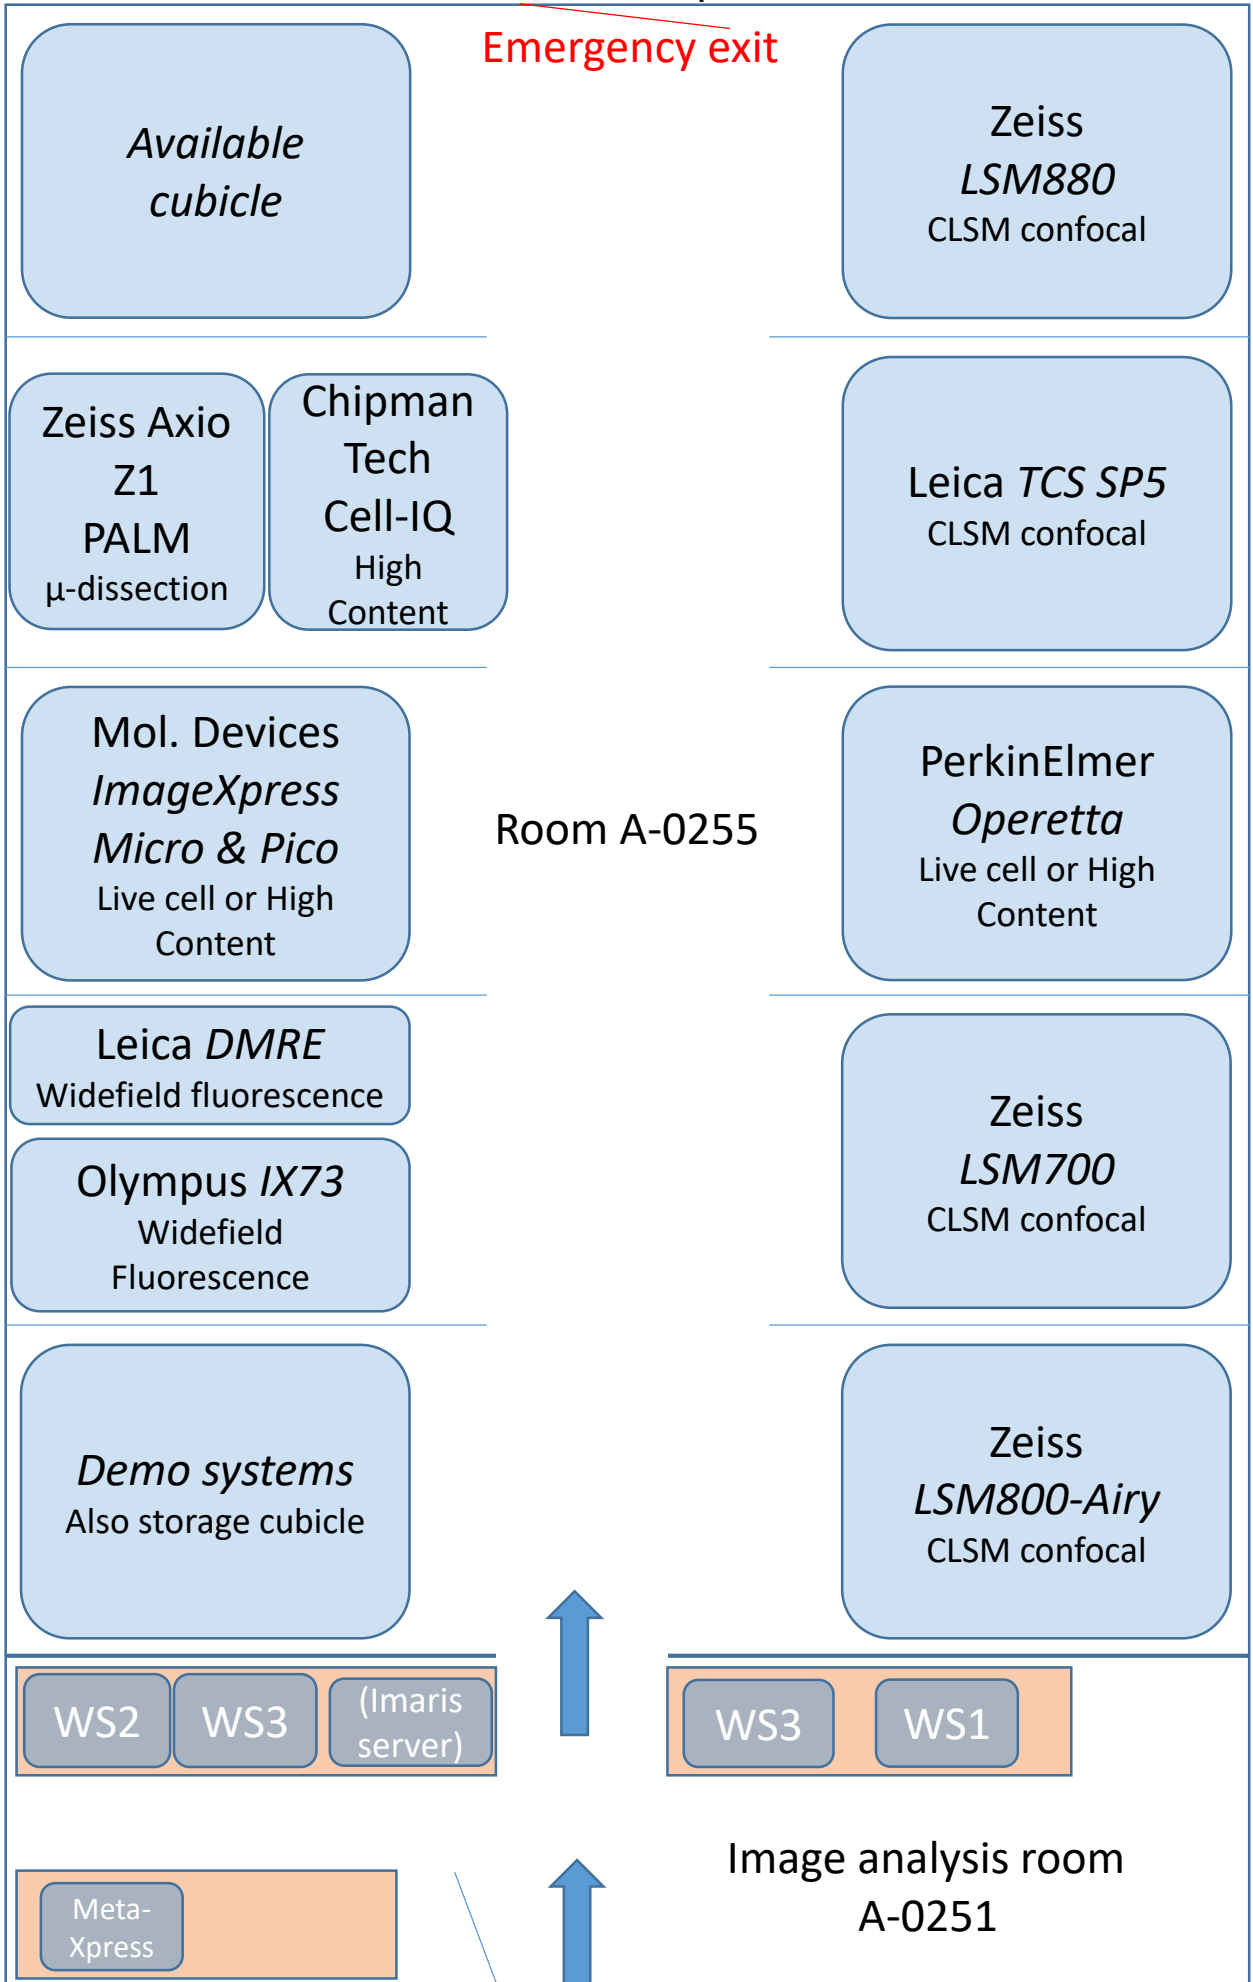 Emergency exit
Available
cubicle
Zeiss
LSM880
CLSM confocal
Zeiss Axio
Z1
PALM
µ-dissection
Chipman
Tech
Cell-IQ
High
Content
Leica TCS SP5
CLSM confocal
Mol. Devices
ImageXpress
Micro & Pico
Live cell or High
Content
Room A-0255
PerkinElmer
Operetta
Live cell or High
Content
Leica DMRE
Widefield fluorescence
Olympus IX73
Widefield
Fluorescence
Zeiss
LSM700
CLSM confocal
Demo systems
Also storage cubicle
Zeiss
LSM800-Airy
CLSM confocal
WS2
WS3
(Imaris
server)
WS3
WS1
Image analysis room
A-0251
Meta-
Xpress